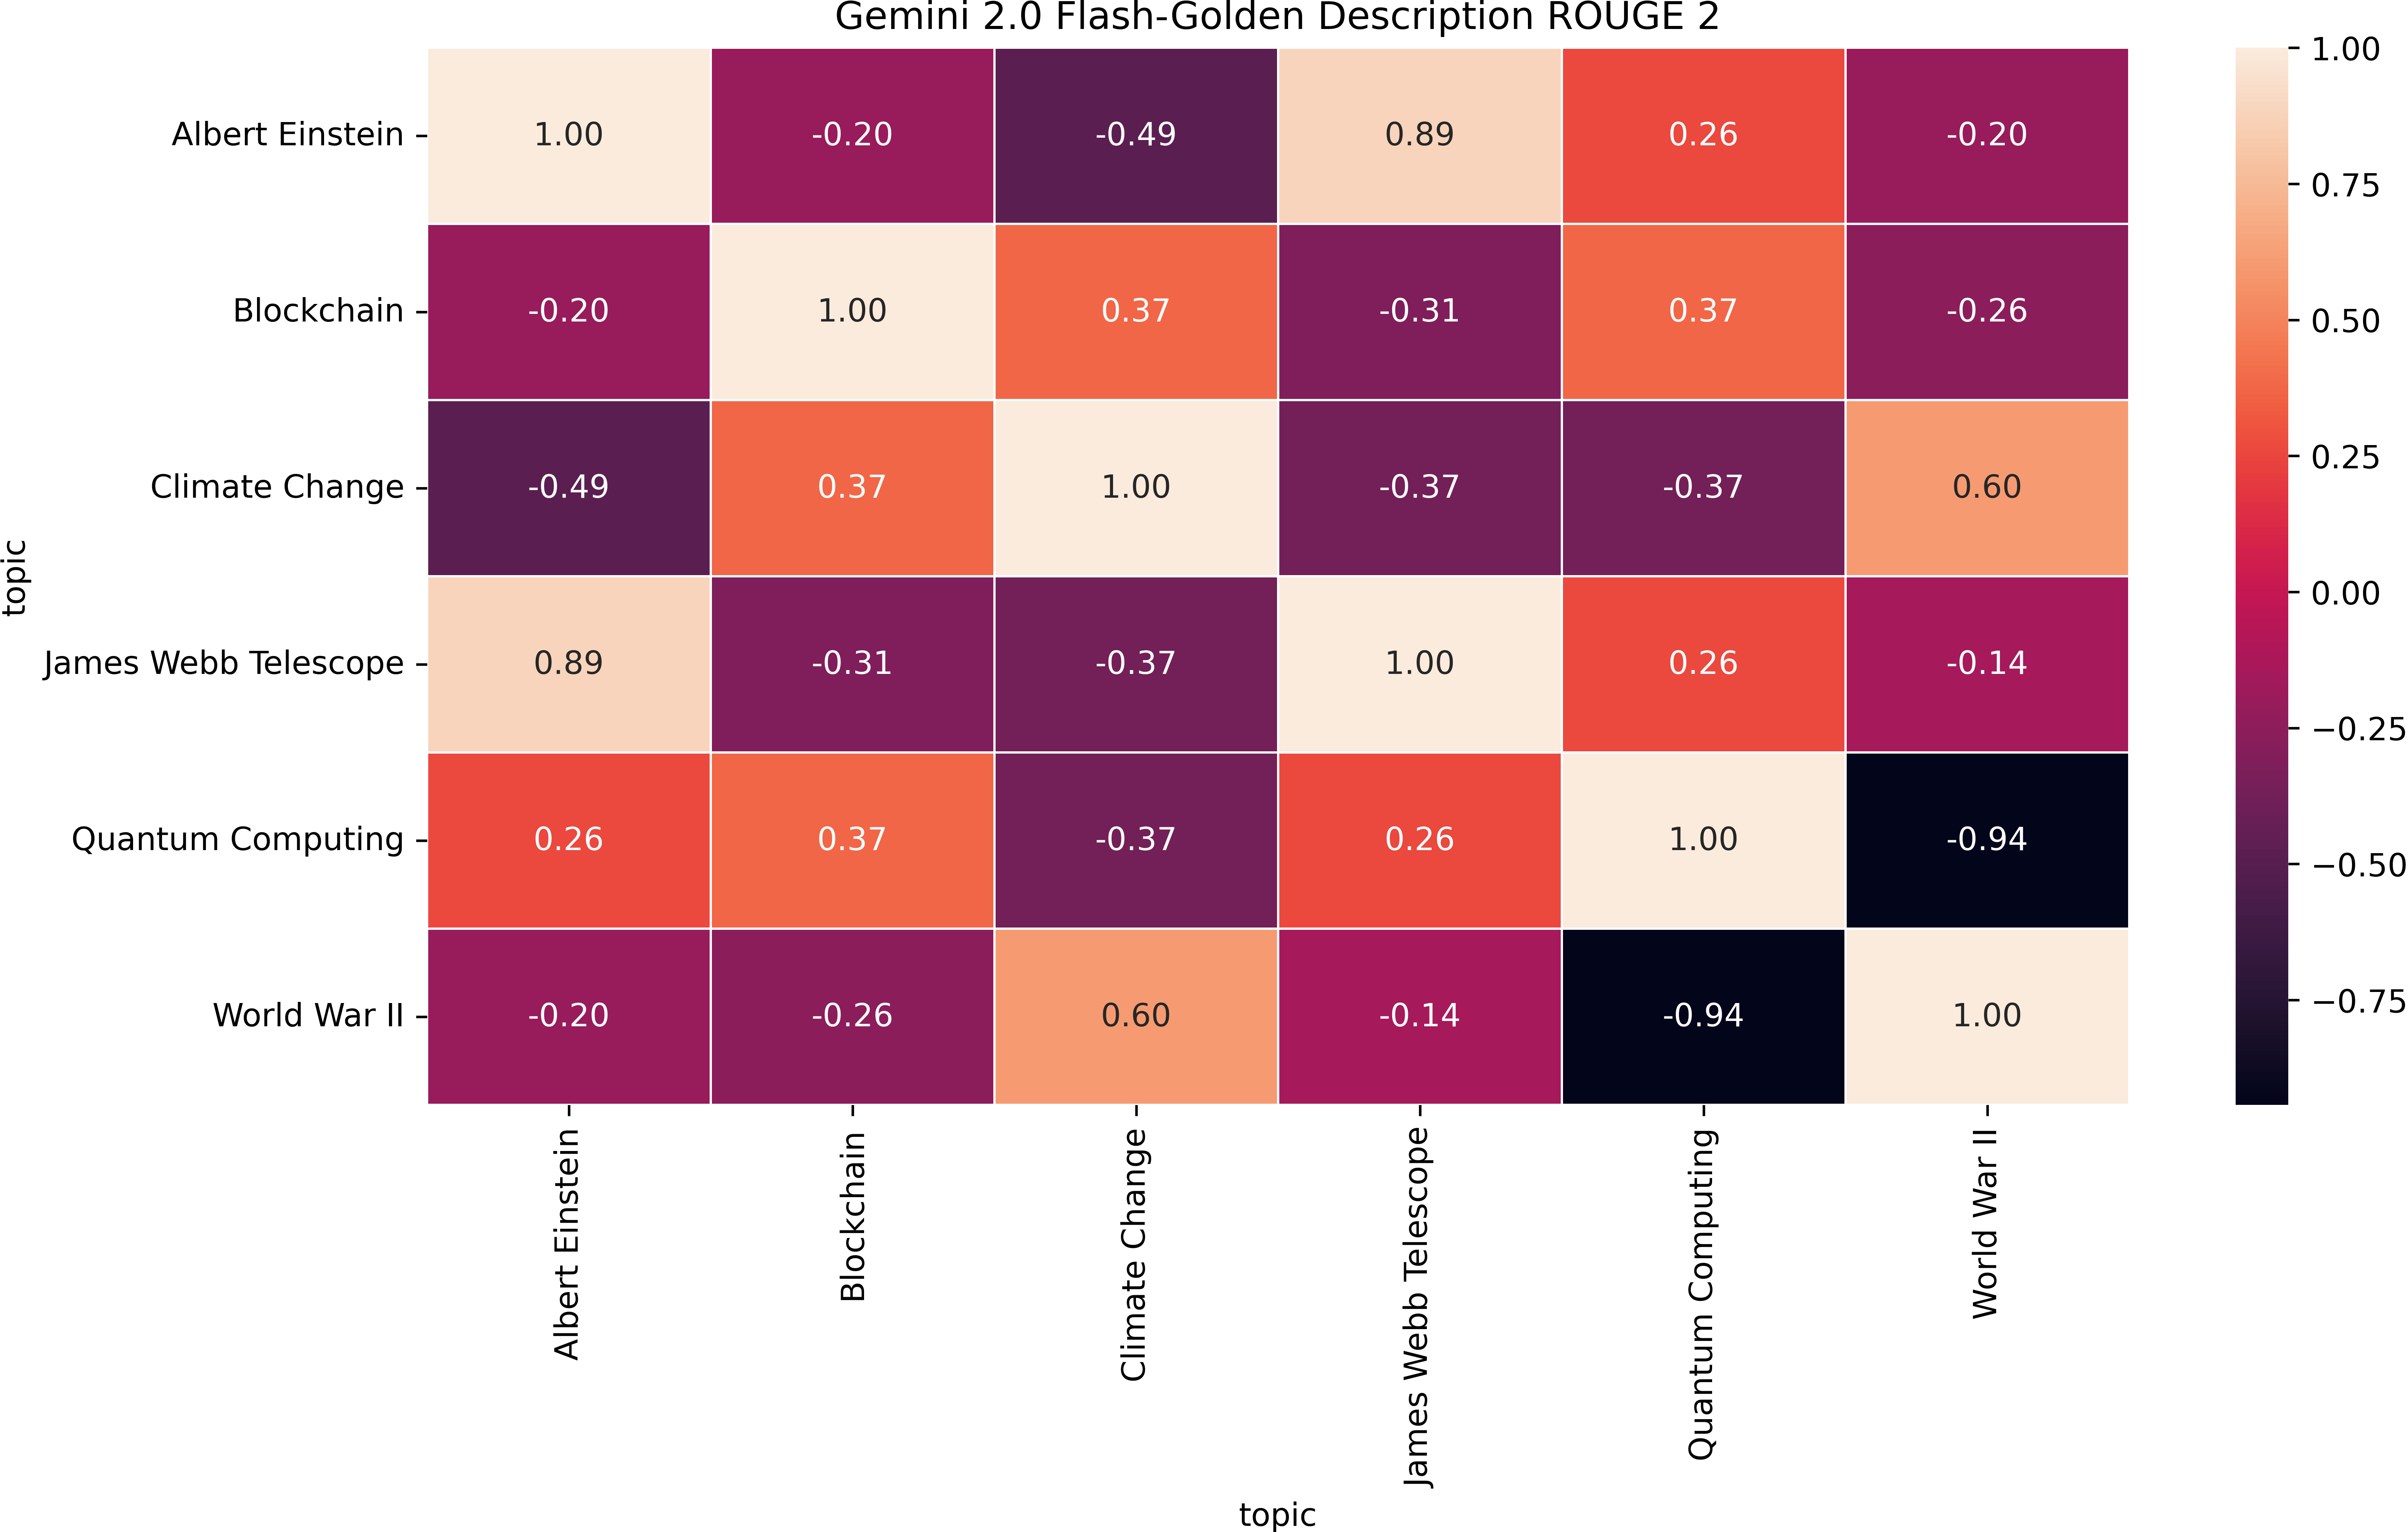 Gemini 2.0 Flash-Golden Description ROUGE 2
topic
Albert Einstein 1.00 -0.20 -0.49 0.89 0.26 -0.20
Blockchain -0.20 1.00 0.37 -0.31 0.37 -0.26
Climate Change -0.49 0.37 1.00 -0.37 -0.37 0.60
James Webb Telescope 0.89 -0.31 -0.37 1.00 0.26 -0.14
Quantum Computing 0.26 0.37 -0.37 0.26 1.00 -0.94
World War II -0.20 -0.26 0.60 -0.14 -0.94 1.00
Albert Einstein
Blockchain
Climate Change
James Webb Telescope
Quantum Computing
World War II
topic
1.00
0.75
0.50
0.25
0.00
−0.25
−0.50
−0.75